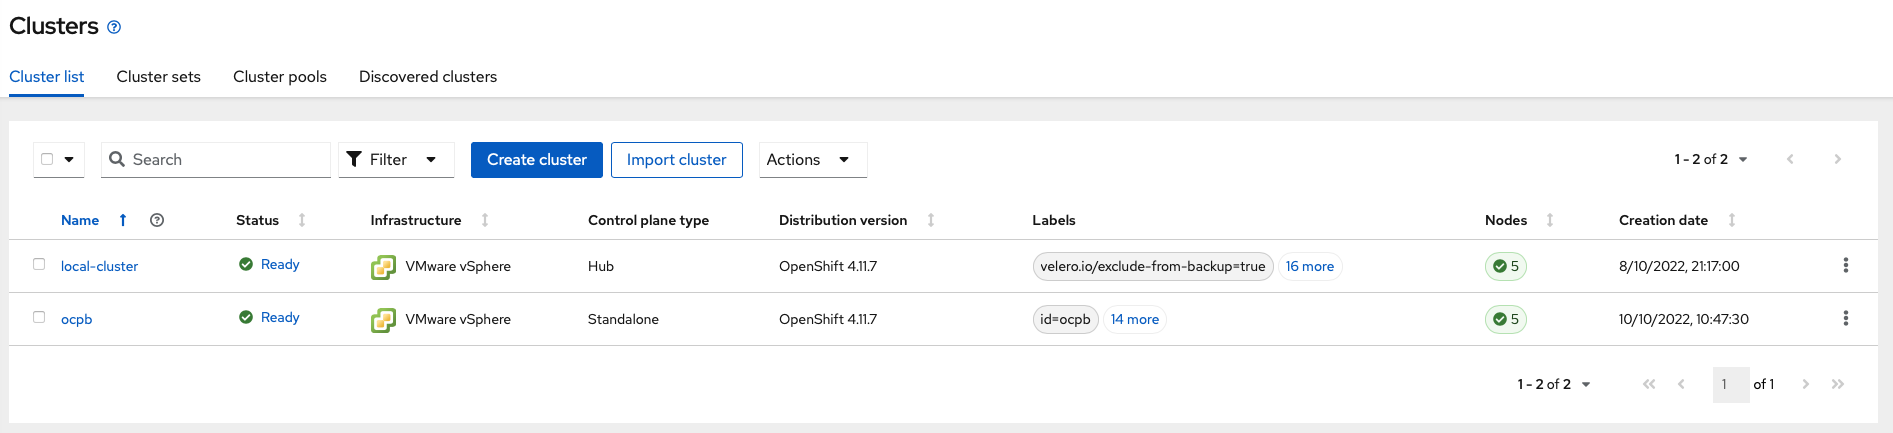 Clusters
Cluster list Cluster sets Cluster pools Discovered clusters
Search Filter Create cluster Import cluster Actions 1 - 2 of 2
Name Status Infrastructure Control plane type Distribution version Labels Nodes Creation date
local-cluster Ready VMware vSphere Hub OpenShift 4.11.7 velero.io/exclude-from-backup=true 16 more 5 8/10/2022, 21:17:00
ocpb Ready VMware vSphere Standalone OpenShift 4.11.7 id=ocpb 14 more 5 10/10/2022, 10:47:30
1 - 2 of 2 1 of 1